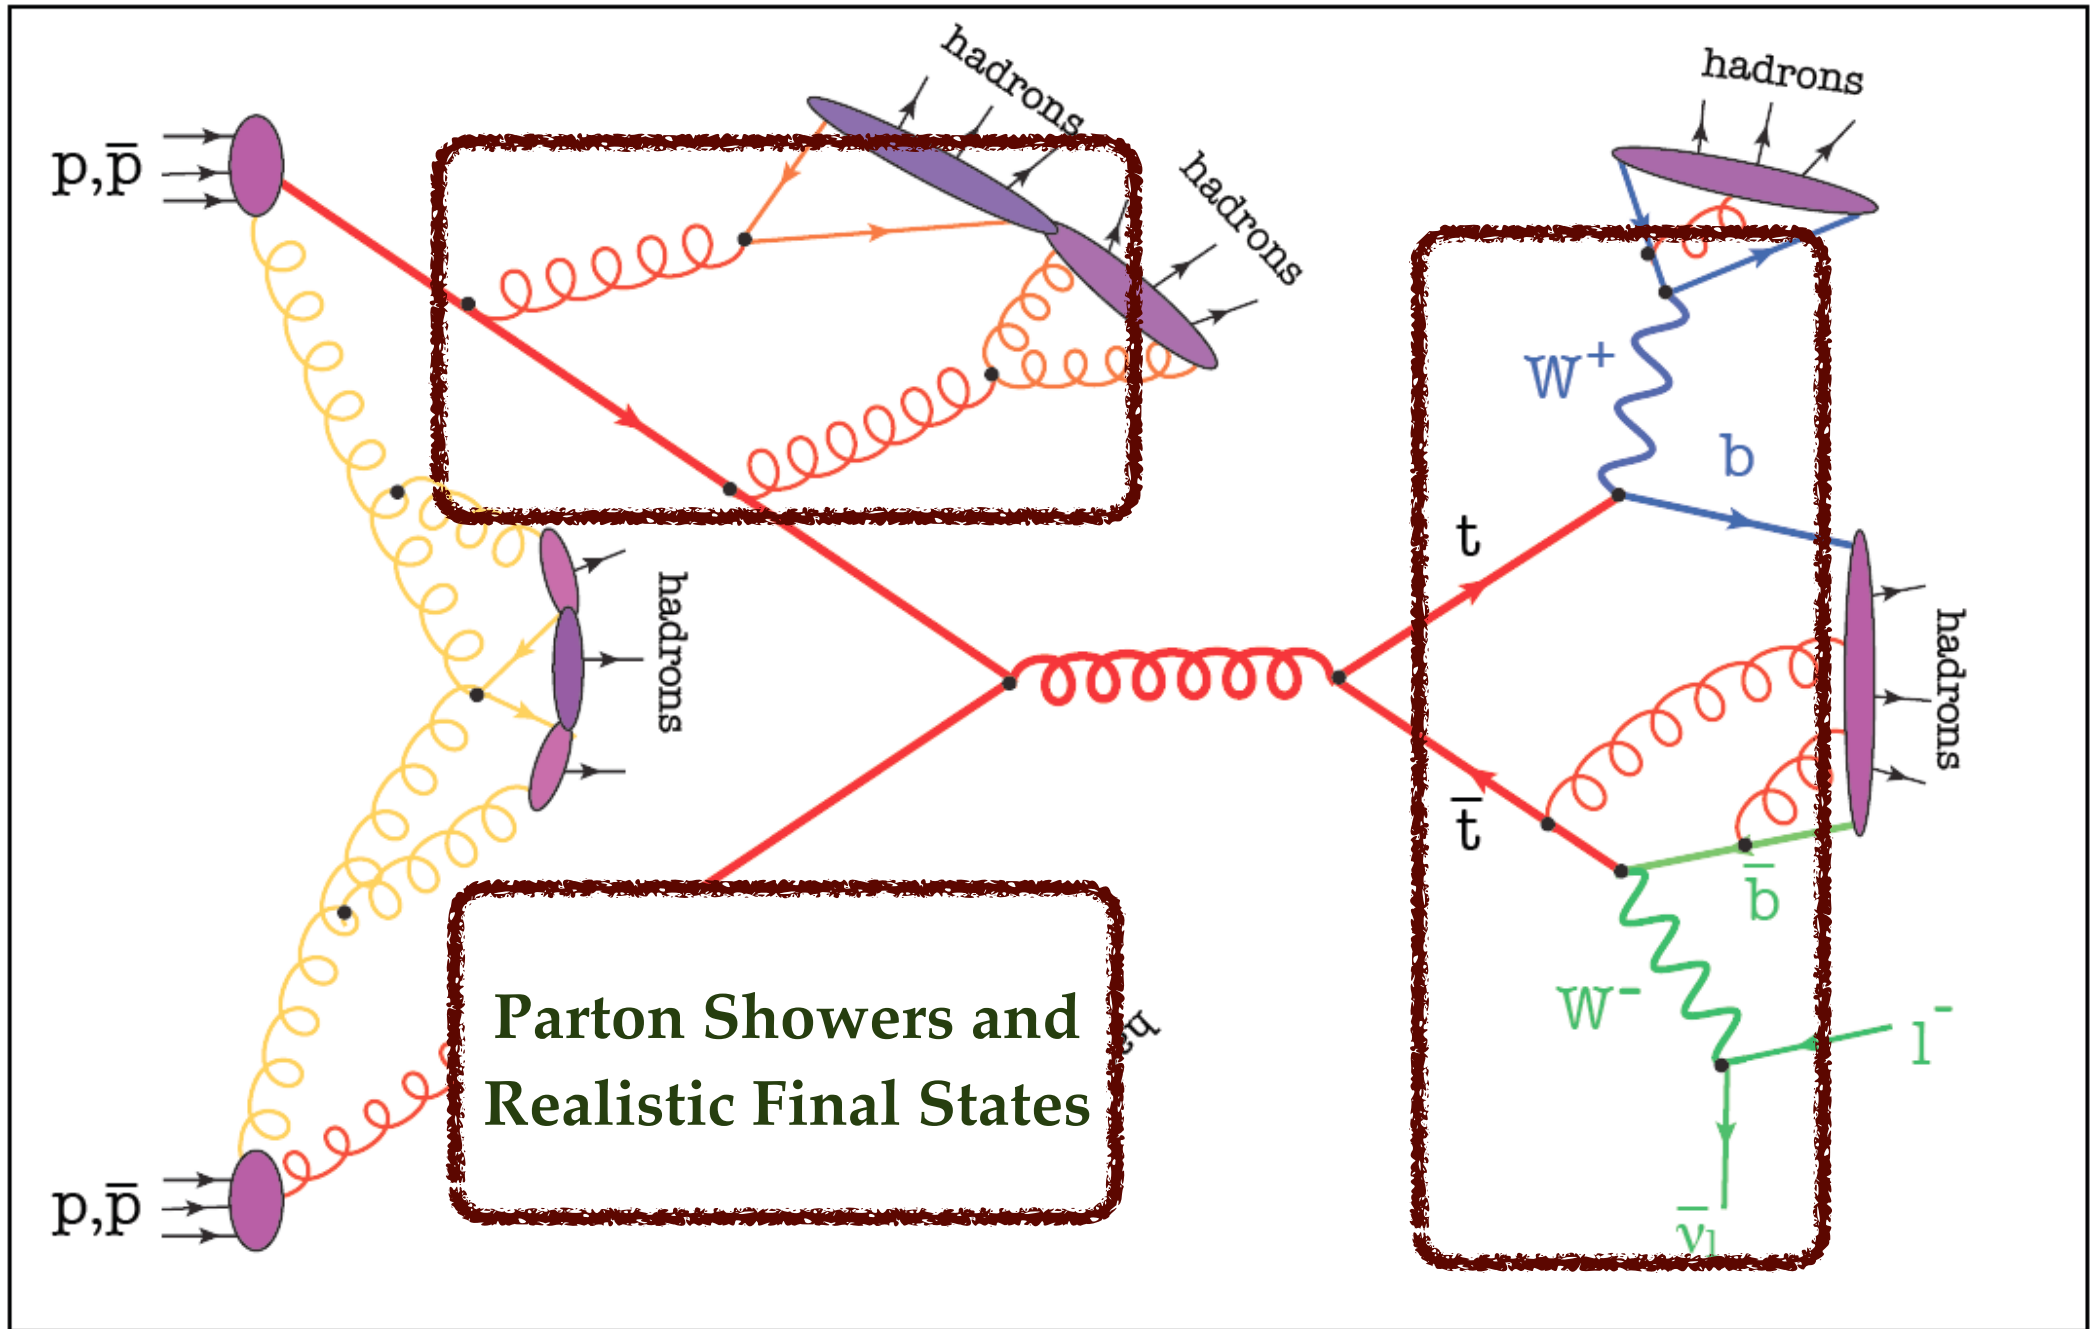 hadrons
hadrons
p,p̄
hadrons
W⁺
b
t
hadrons
hadrons
t̄
b̄
W⁻
l⁻
Parton Showers and
Realistic Final States
p,p̄
ν̄ₗ